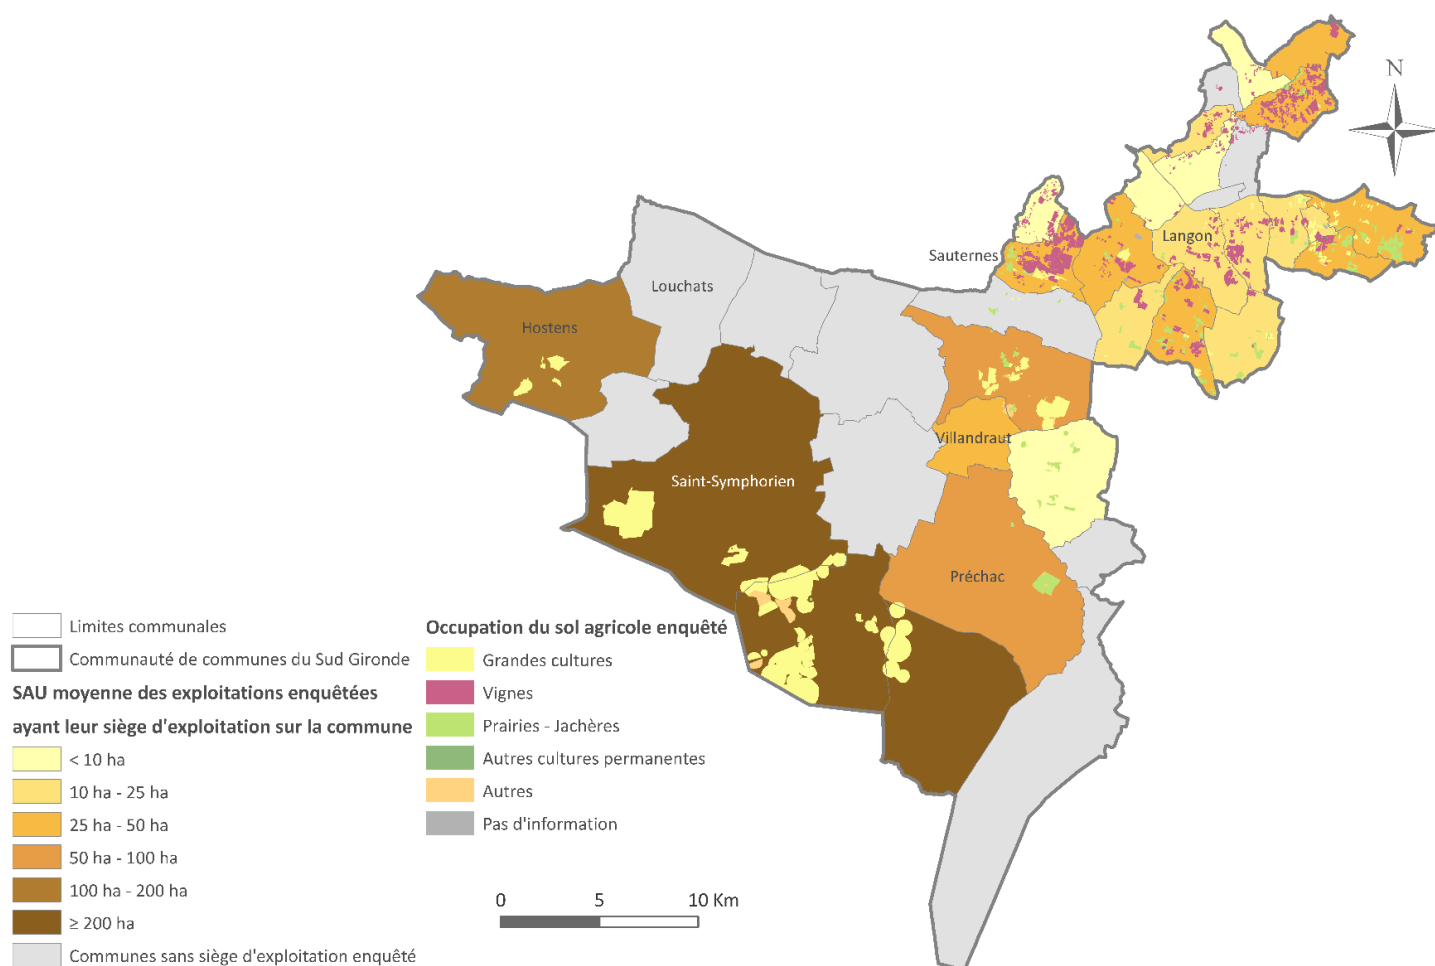 N
Sauternes
Langon
Louchats
Hostens
Villandraut
Saint-Symphorien
Préchac
Limites communales
Communauté de communes du Sud Gironde
SAU moyenne des exploitations enquêtées
ayant leur siège d'exploitation sur la commune
< 10 ha
10 ha - 25 ha
25 ha - 50 ha
50 ha - 100 ha
100 ha - 200 ha
≥ 200 ha
Communes sans siège d'exploitation enquêté
Occupation du sol agricole enquêté
Grandes cultures
Vignes
Prairies - Jachères
Autres cultures permanentes
Autres
Pas d'information
0 5 10 Km